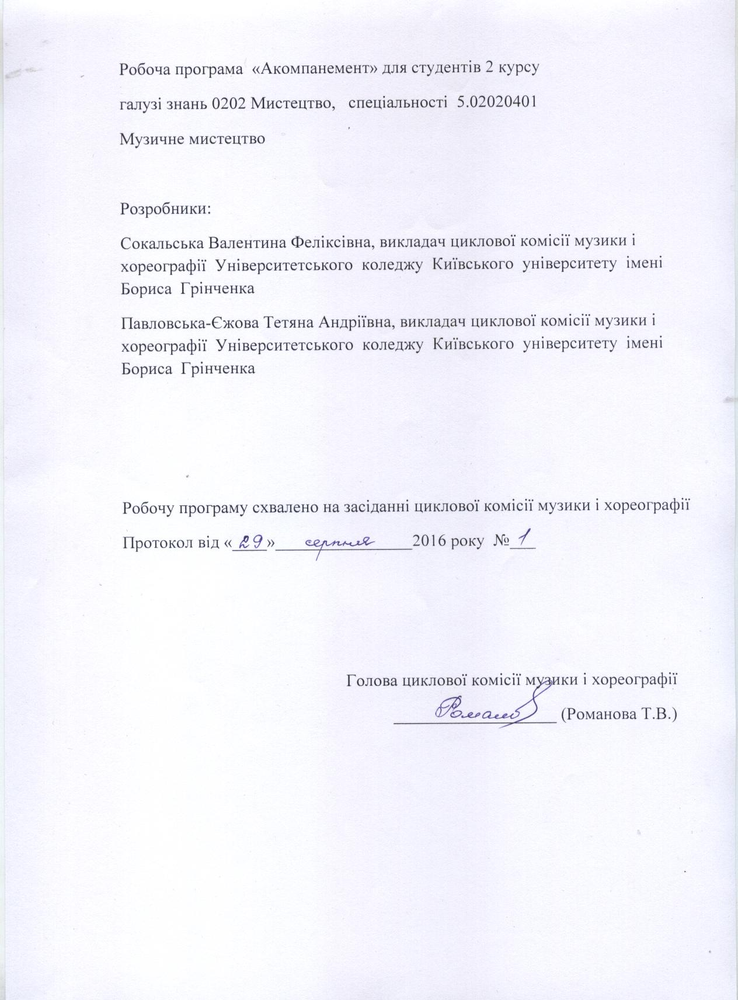 Робоча програма «Акомпанемент» для студентів 2 курсу
галузі знань 0202 Мистецтво, спеціальності 5.02020401
Музичне мистецтво
Розробники:
Сокальська Валентина Феліксівна, викладач циклової комісії музики і
хореографії Університетського коледжу Київського університету імені
Бориса Грінченка
Павловська-Єжова Тетяна Андріївна, викладач циклової комісії музики і
хореографії Університетського коледжу Київського університету імені
Бориса Грінченка
Робочу програму схвалено на засіданні циклової комісії музики і хореографії
Протокол від «29» серпня 2016 року № 1
Голова циклової комісії музики і хореографії
(Романова Т.В.)